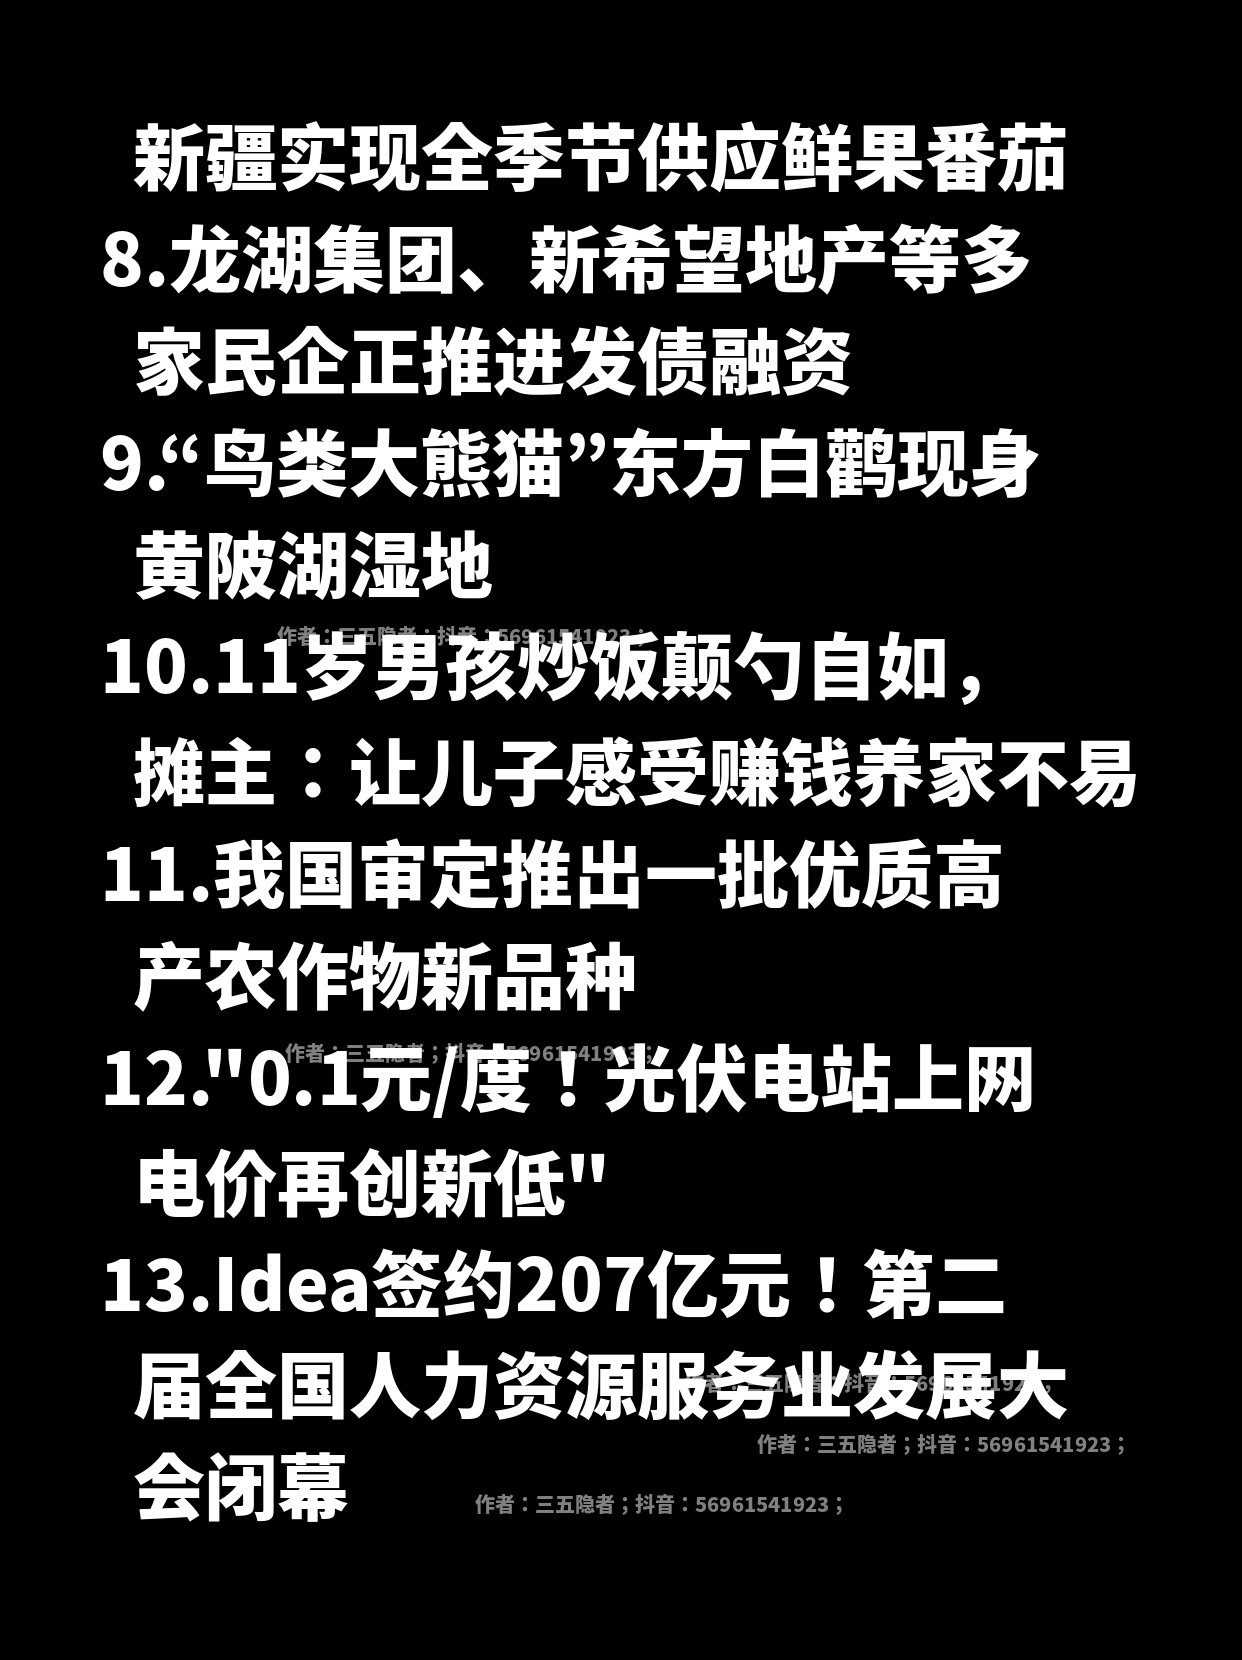 新疆实现全季节供应鲜果番茄
8.龙湖集团、新希望地产等多
家民企正推进发债融资
9.“鸟类大熊猫”东方白鹳现身
黄陂湖湿地
作者：三五隐者；抖音：56961541923；
10.11岁男孩炒饭颠勺自如，
摊主：让儿子感受赚钱养家不易
11.我国审定推出一批优质高
产农作物新品种
作者：三五隐者；抖音：56961541923；
12."0.1元/度！光伏电站上网
电价再创新低"
13.Idea签约207亿元！第二
届全国人力资源服务业发展大
作者：三五隐者；抖音：56961541923；
作者：三五隐者；抖音：56961541923；
会闭幕
作者：三五隐者；抖音：56961541923；